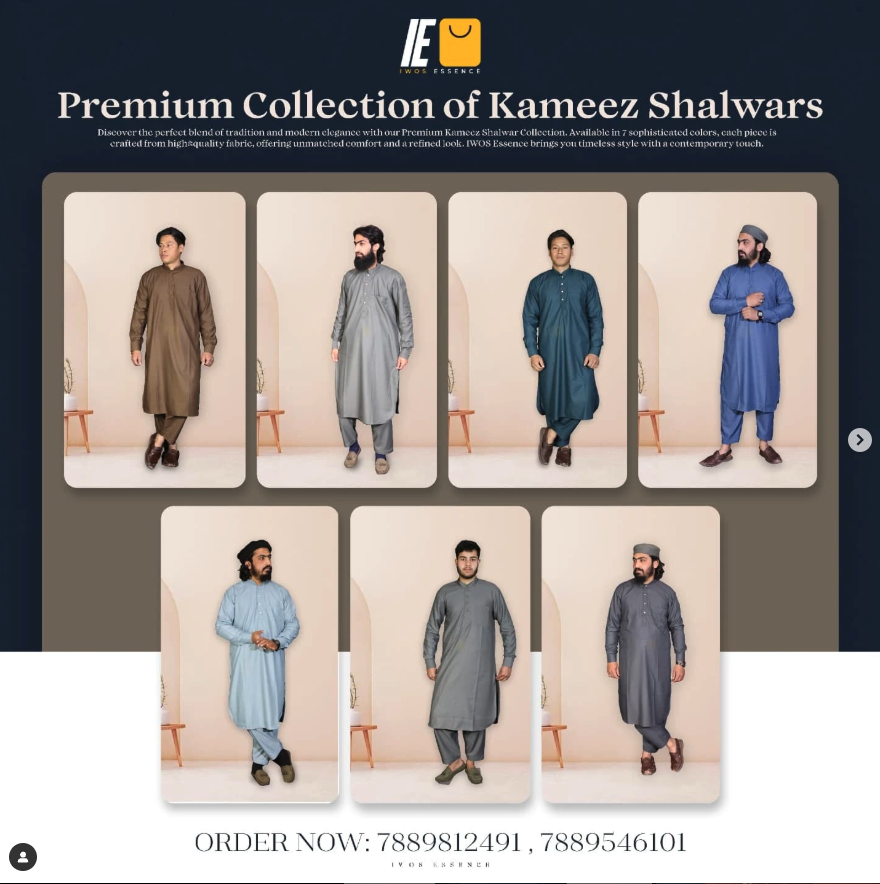 IE
IWOS ESSENCE
Premium Collection of Kameez Shalwars
Discover the perfect blend of tradition and modern elegance with our Premium Kameez Shalwar Collection. Available in 7 sophisticated colors, each piece is
crafted from high≈quality fabric, offering unmatched comfort and a refined look. IWOS Essence brings you timeless style with a contemporary touch.
ORDER NOW: 7889812491 , 7889546101
IWOS ESSENCE